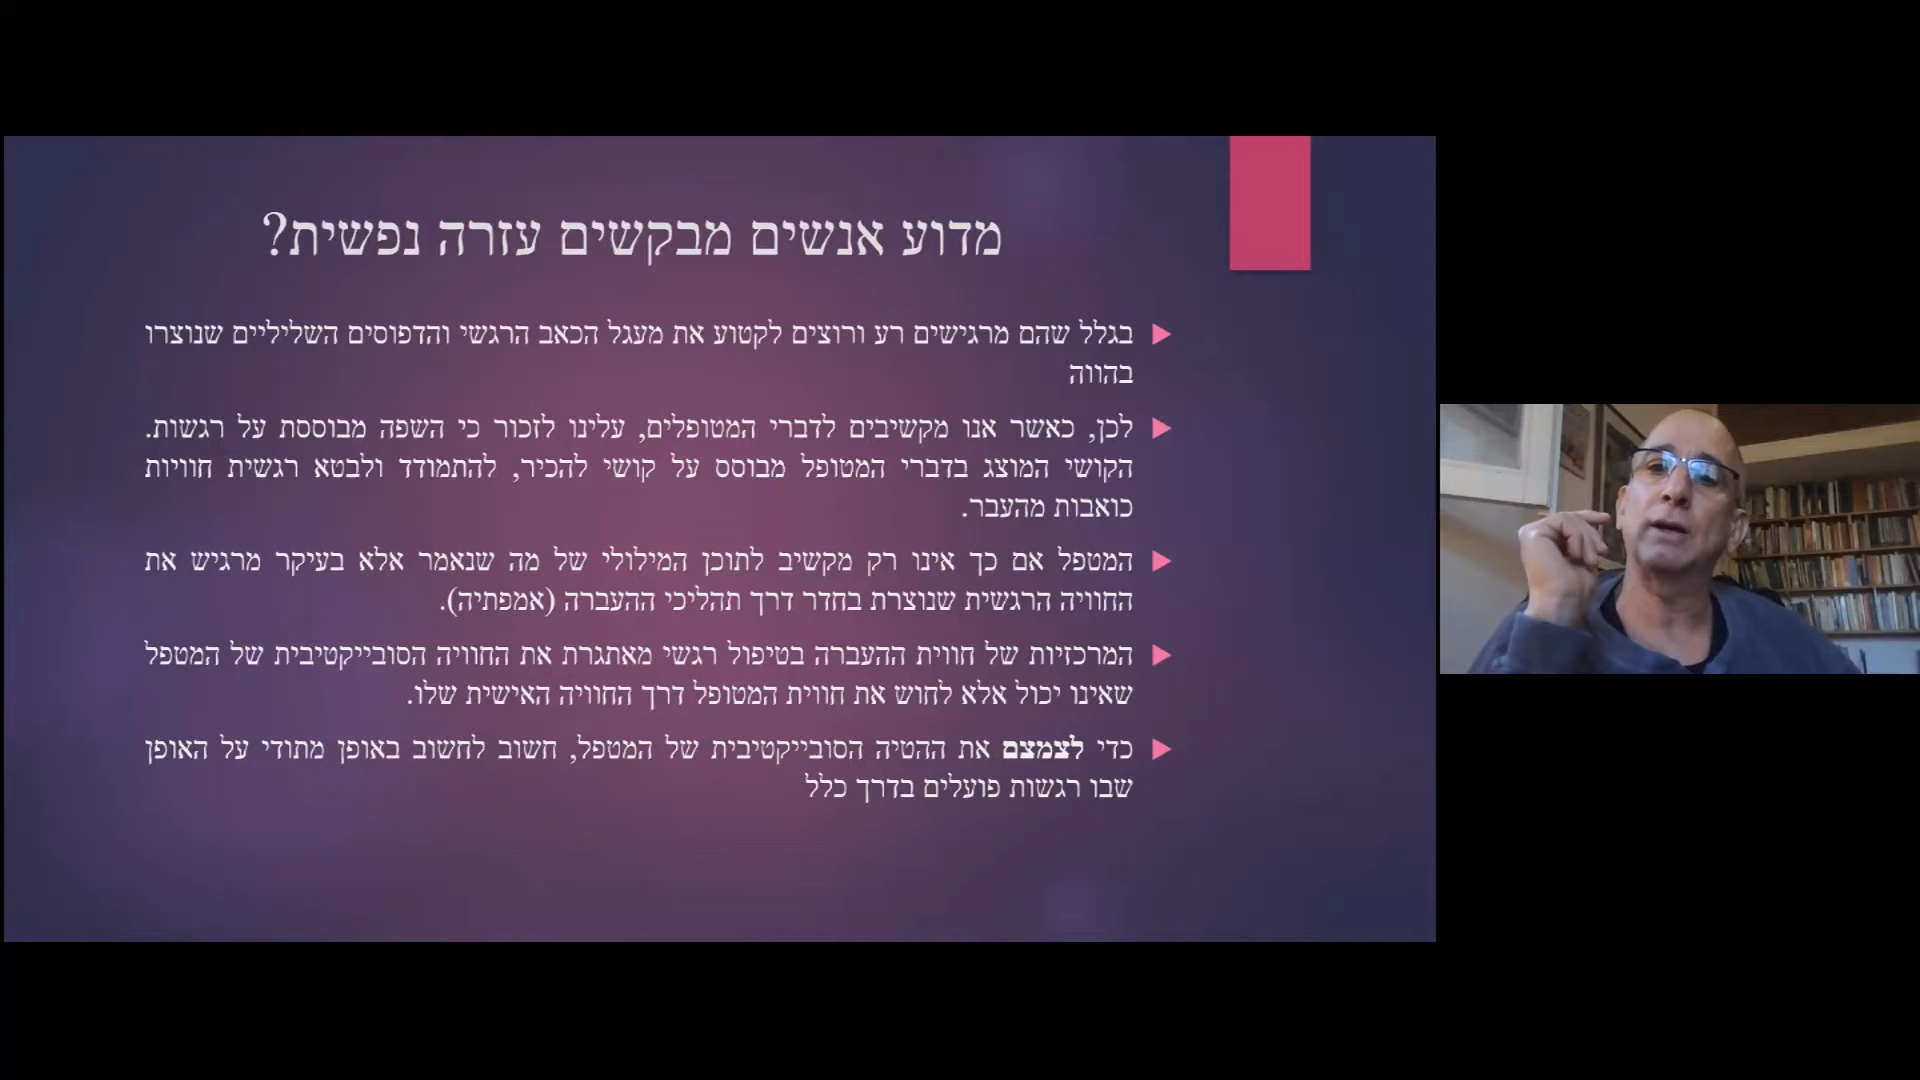 מדוע אנשים מבקשים עזרה נפשית?
בגלל שהם מרגישים רע ורוצים לקטוע את מעגל הכאב הרגשי והדפוסים השליליים שנוצרו
בהווה
לכן, כאשר אנו מקשיבים לדברי המטופלים, עלינו לזכור כי השפה מבוססת על רגשות.
הקושי המוצג בדברי המטופל מבוסס על קושי להכיר, להתמודד ולבטא רגשית חוויות
כואבות מהעבר.
המטפל אם כך אינו רק מקשיב לתוכן המילולי של מה שנאמר אלא בעיקר מרגיש את
החוויה הרגשית שנוצרת בחדר דרך תהליכי ההעברה (אמפתיה).
המרכזיות של חווית ההעברה בטיפול רגשי מאתגרת את החוויה הסובייקטיבית של המטפל
שאינו יכול אלא לחוש את חווית המטופל דרך החוויה האישית שלו.
כדי לצמצם את ההטיה הסובייקטיבית של המטפל, חשוב לחשוב באופן מתודי על האופן
שבו רגשות פועלים בדרך כלל